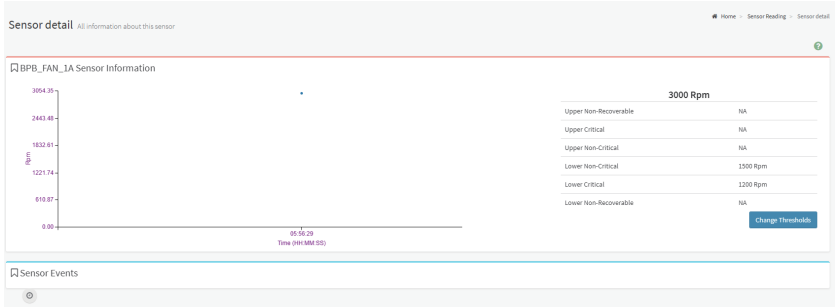 Sensor detail All information about this sensor
Home > Sensor Reading > Sensor detail
?
BPB_FAN_1A Sensor Information
3054.35
2443.48
1832.61
1221.74
610.87
0.00
Rpm
05:56:29
Time (HH:MM:SS)
3000 Rpm
Upper Non-Recoverable NA
Upper Critical NA
Upper Non-Critical NA
Lower Non-Critical 1500 Rpm
Lower Critical 1200 Rpm
Lower Non-Recoverable NA
Change Thresholds
Sensor Events